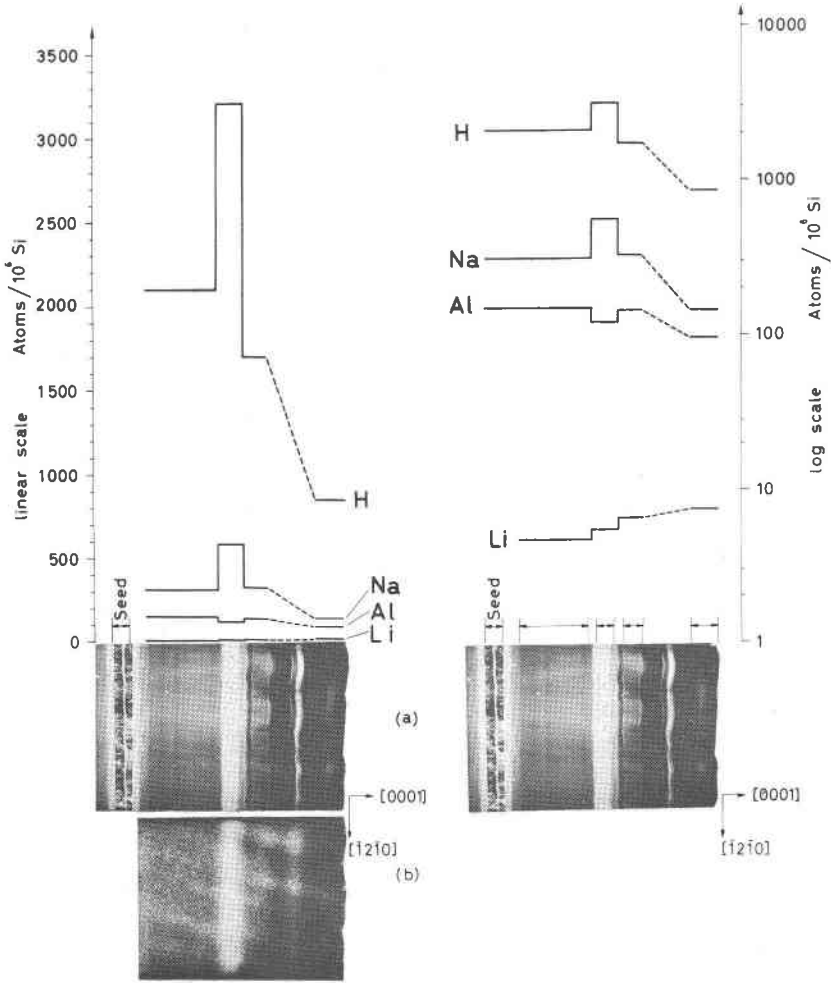 3500
3000
2500
2000
1500
1000
500
0
linear scale Atoms/10⁶ Si
H
Na
Al
Li
Seed
(a)
[0001]
[1̄21̄0]
(b)
10000
1000
100
10
1
log scale Atoms/10⁶ Si
H
Na
Al
Li
Seed
[0001]
[1̄21̄0]